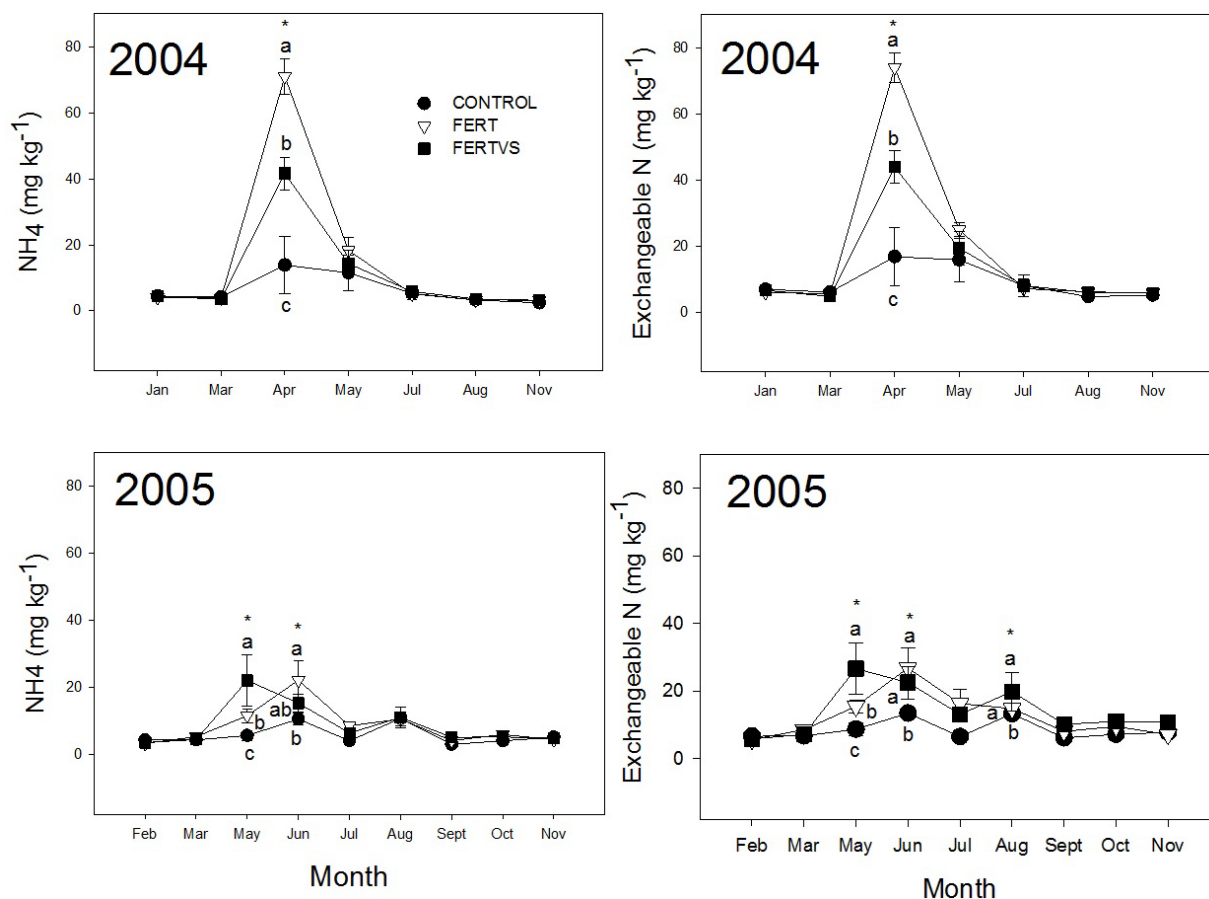 2004
NH4 (mg kg-1)
80
60
40
20
0
*
a
b
c
CONTROL
FERT
FERTVS
Jan Mar Apr May Jul Aug Nov
2004
Exchangeable N (mg kg-1)
80
60
40
20
0
*
a
b
c
Jan Mar Apr May Jul Aug Nov
2005
NH4 (mg kg-1)
80
60
40
20
0
* *
a a
b ab
c b
Feb Mar May Jun Jul Aug Sept Oct Nov
Month
2005
Exchangeable N (mg kg-1)
80
60
40
20
0
* * *
a a a
b a a
c b b
Feb Mar May Jun Jul Aug Sept Oct Nov
Month